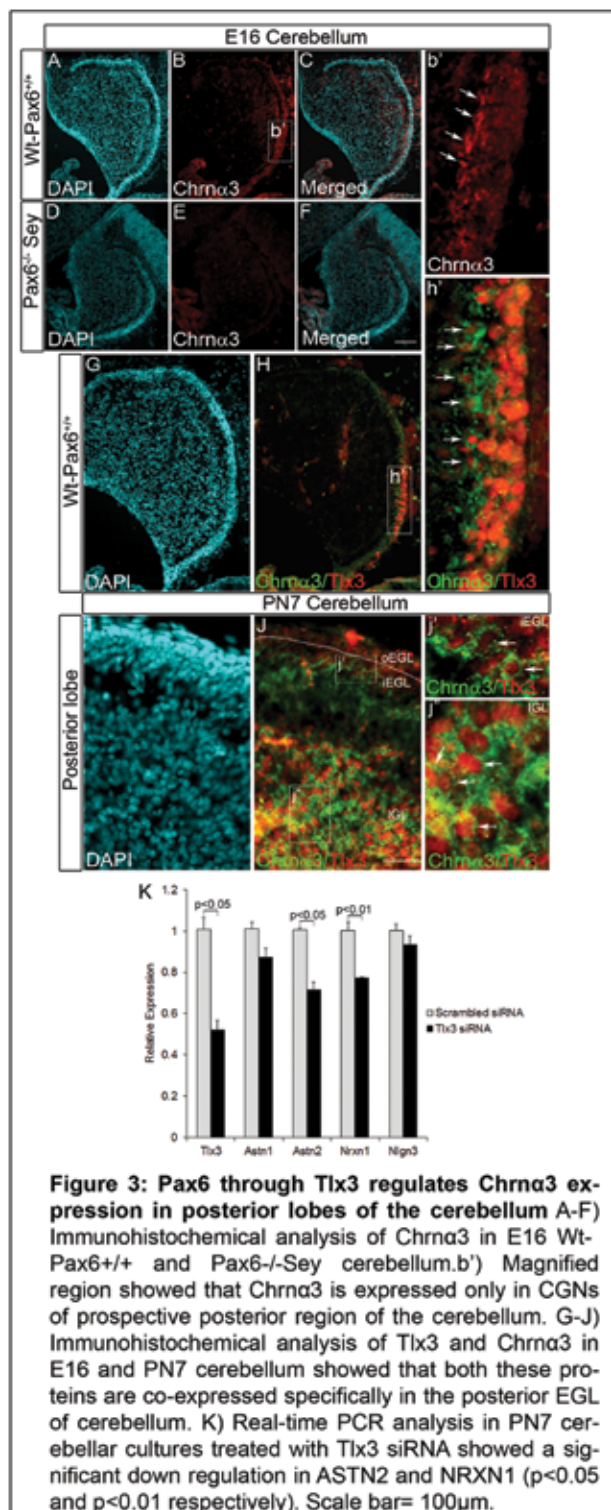 E16 Cerebellum
Wt-Pax6+/+
A
DAPI
B
b'
Chrnα3
C
Merged
b'
Chrnα3
Pax6-/- Sey
D
DAPI
E
Chrnα3
F
Merged
Wt-Pax6+/+
G
DAPI
H
h'
Chrnα3/Tlx3
h'
Chrnα3/Tlx3
PN7 Cerebellum
Posterior lobe
I
DAPI
J
oEGL
iEGL
IGL
Chrnα3/Tlx3
j'
iEGL
Chrnα3/Tlx3
j"
IGL
Chrnα3/Tlx3
K
Relative Expression
1.2
1
0.8
0.6
0.4
0.2
0
p<0.05
p<0.05
p<0.01
Scrambled siRNA
Tlx3 siRNA
Tlx3 Astn1 Astn2 Nrxn1 Nlgn3
Figure 3: Pax6 through Tlx3 regulates Chrnα3 ex-
pression in posterior lobes of the cerebellum A-F)
Immunohistochemical analysis of Chrnα3 in E16 Wt-
Pax6+/+ and Pax6-/-Sey cerebellum.b') Magnified
region showed that Chrnα3 is expressed only in CGNs
of prospective posterior region of the cerebellum. G-J)
Immunohistochemical analysis of Tlx3 and Chrnα3 in
E16 and PN7 cerebellum showed that both these pro-
teins are co-expressed specifically in the posterior EGL
of cerebellum. K) Real-time PCR analysis in PN7 cer-
ebellar cultures treated with Tlx3 siRNA showed a sig-
nificant down regulation in ASTN2 and NRXN1 (p<0.05
and p<0.01 respectively). Scale bar= 100µm.